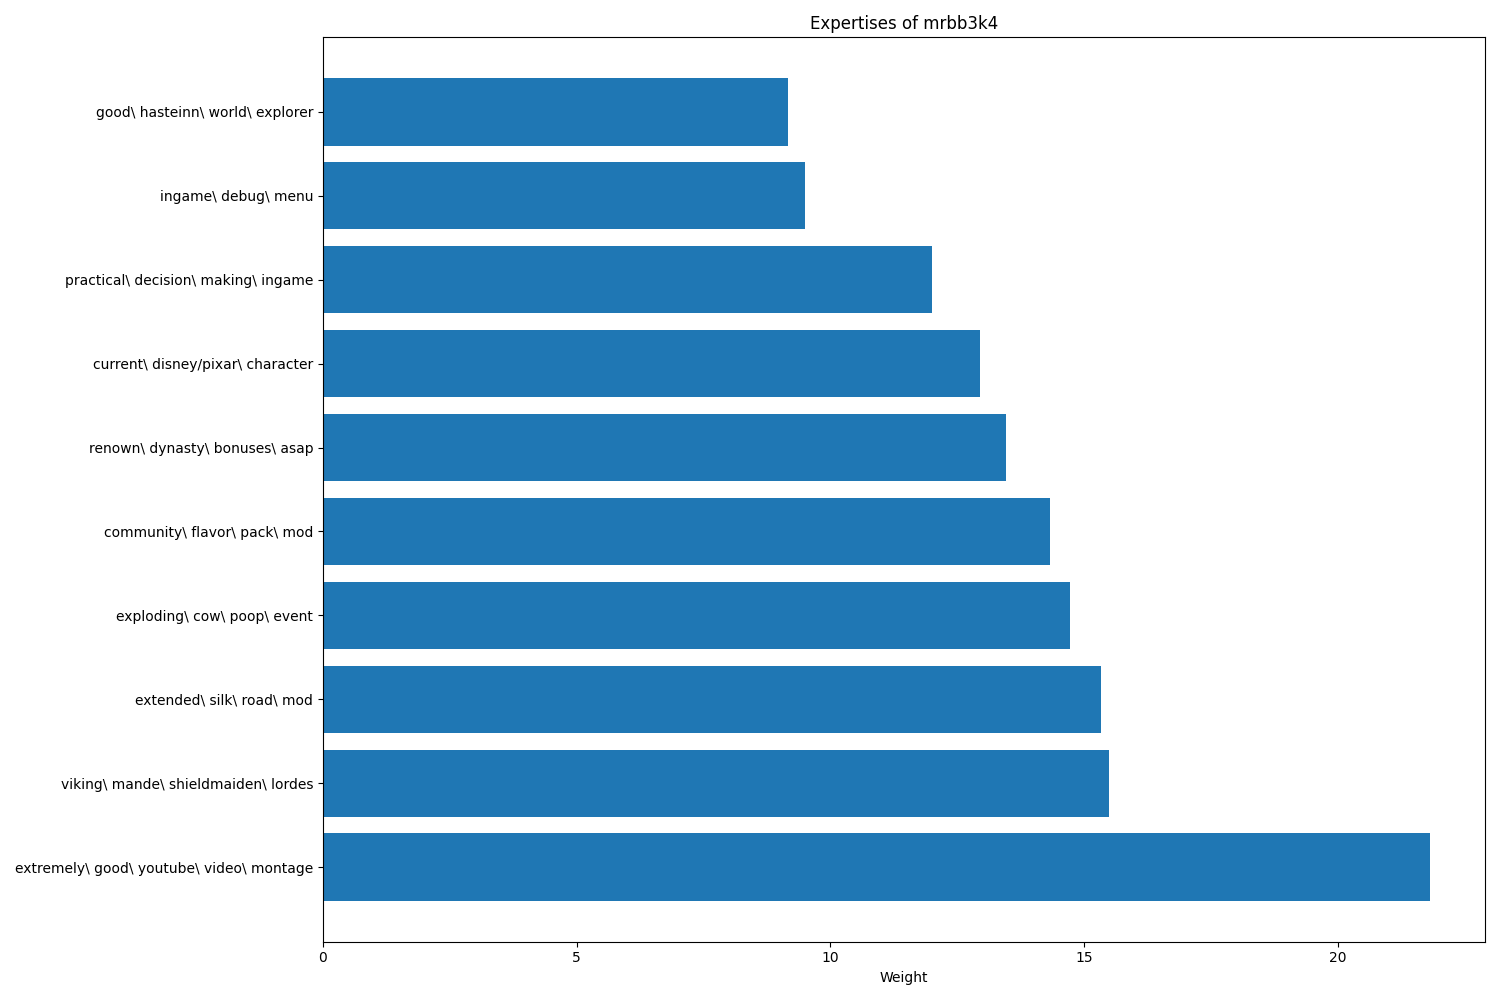 Expertises of mrbb3k4
good\ hasteinn\ world\ explorer
ingame\ debug\ menu
practical\ decision\ making\ ingame
current\ disney/pixar\ character
renown\ dynasty\ bonuses\ asap
community\ flavor\ pack\ mod
exploding\ cow\ poop\ event
extended\ silk\ road\ mod
viking\ mande\ shieldmaiden\ lordes
extremely\ good\ youtube\ video\ montage
0 5 10 15 20
Weight